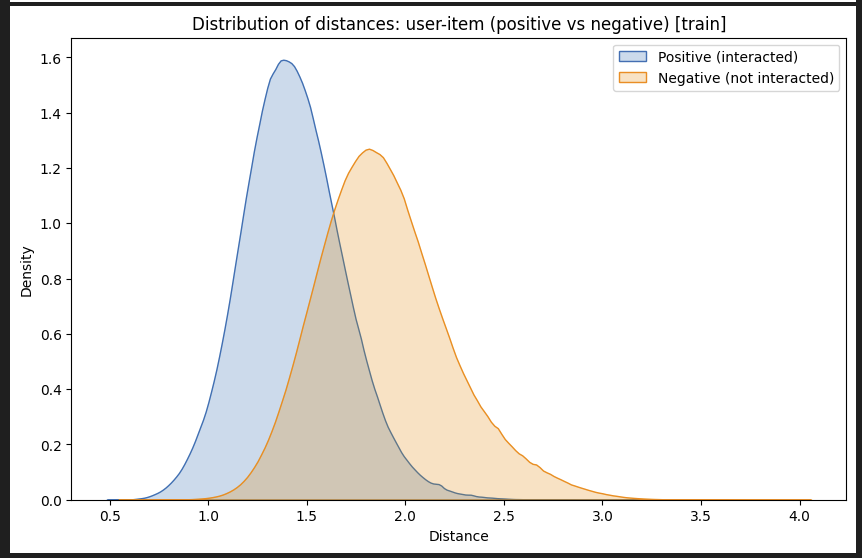 Distribution of distances: user-item (positive vs negative) [train]
Positive (interacted)
Negative (not interacted)
Density
1.6
1.4
1.2
1.0
0.8
0.6
0.4
0.2
0.0
0.5 1.0 1.5 2.0 2.5 3.0 3.5 4.0
Distance